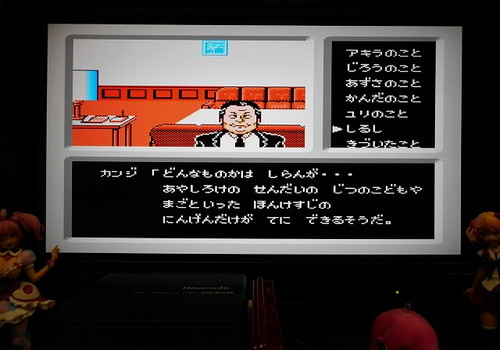 アキラのこと
じろうのこと
あずさのこと
かんだのこと
ユリのこと
▶しるし
きづいたこと
カンジ「どんなものかは しらんが・・・
あやしろけの せんだいの じつのこどもや
まごといった ほんけすじの
にんげんだけが てに できるそうだ。
Nintendo